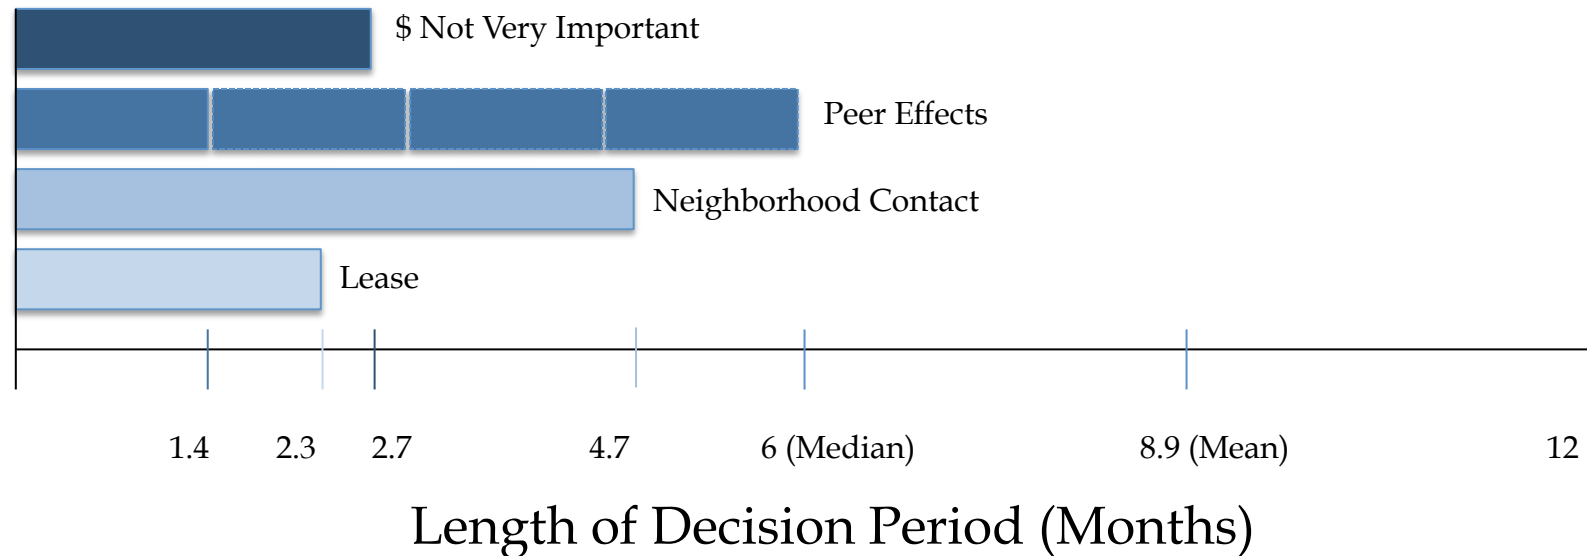 $ Not Very Important
Peer Effects
Neighborhood Contact
Lease
1.4 2.3 2.7 4.7 6 (Median) 8.9 (Mean) 12
Length of Decision Period (Months)